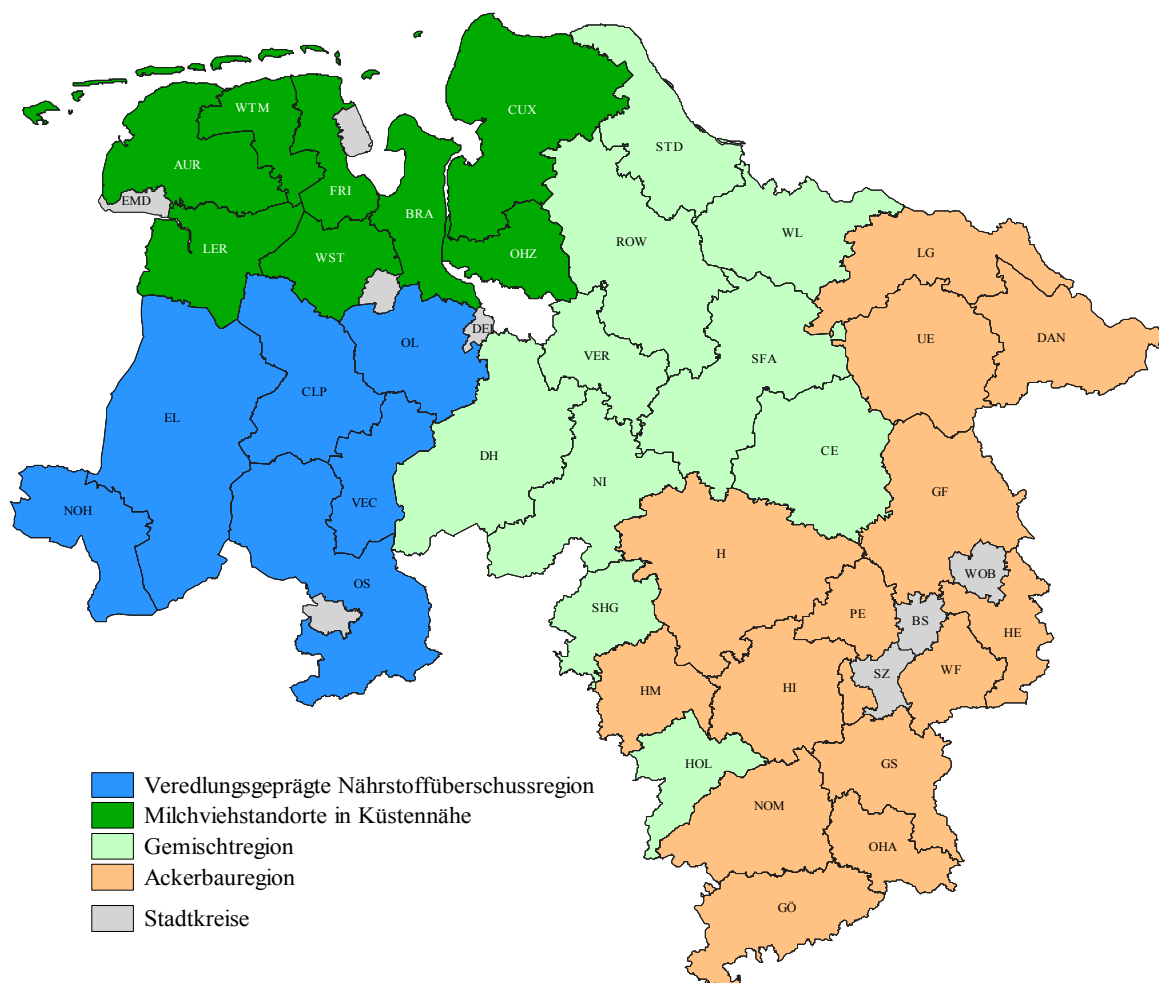 CUX
WTM
STD
AUR
FRI
EMD
BRA
WL
ROW
LER
WST
OHZ
LG
DEL
OL
VER
SFA
UE
DAN
CLP
EL
DH
CE
NI
GF
VEC
NOH
H
WOB
OS
SHG
PE
BS
HE
SZ
WF
HM
HI
HOL
GS
NOM
OHA
GÖ
Veredlungsgeprägte Nährstoffüberschussregion
Milchviehstandorte in Küstennähe
Gemischtregion
Ackerbauregion
Stadtkreise